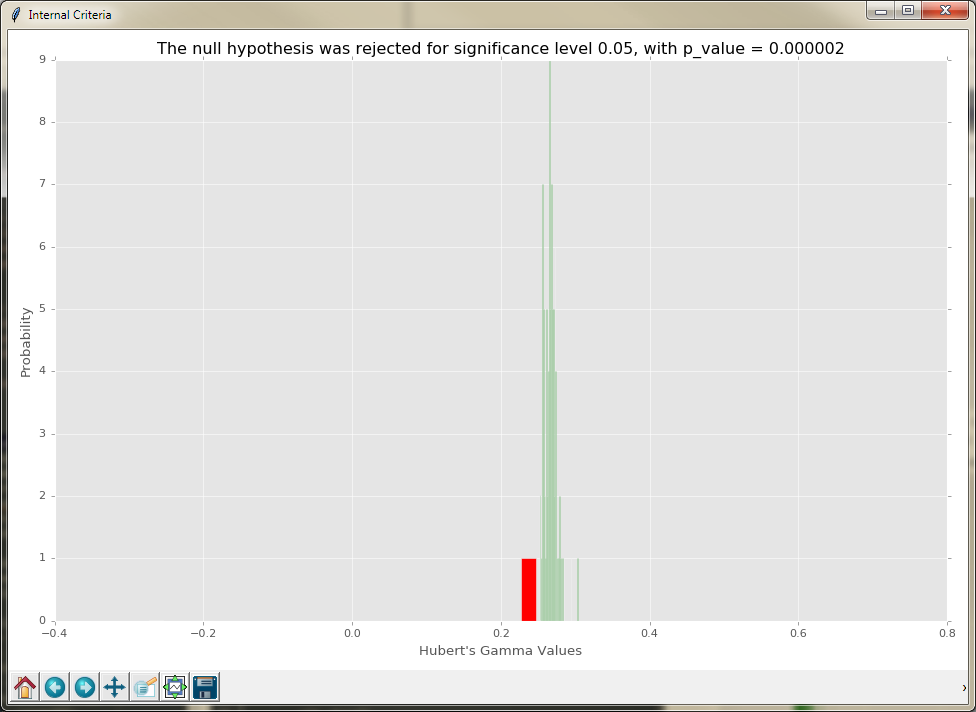 Internal Criteria
The null hypothesis was rejected for significance level 0.05, with p_value = 0.000002
9
8
7
6
5
4
3
2
1
0
Probability
−0.4 −0.2 0.0 0.2 0.4 0.6 0.8
Hubert's Gamma Values